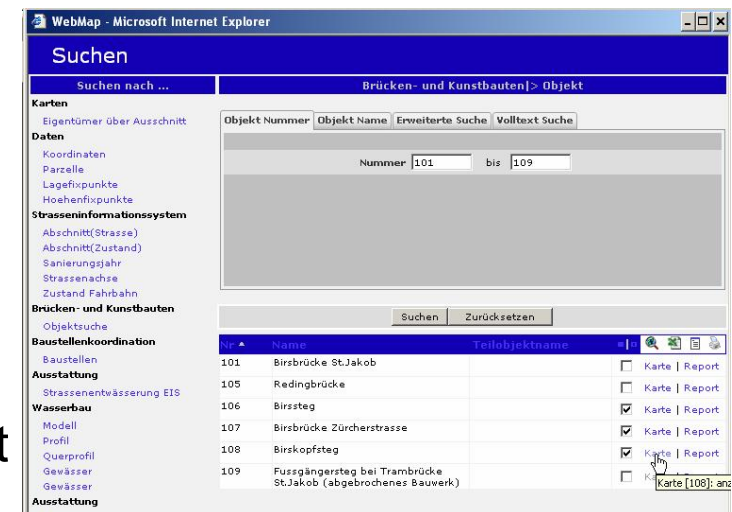 WebMap - Microsoft Internet Explorer
Suchen
Suchen nach ...
Brücken- und Kunstbauten|> Objekt
Karten
Eigentümer über Ausschnitt
Daten
Koordinaten
Parzelle
Lagefixpunkte
Hoehenfixpunkte
Strasseninformationssystem
Abschnitt(Strasse)
Abschnitt(Zustand)
Sanierungsjahr
Strassenachse
Zustand Fahrbahn
Brücken- und Kunstbauten
Objektsuche
Baustellenkoordination
Baustellen
Ausstattung
Strassenentwässerung EIS
Wasserbau
Modell
Profil
Querprofil
Gewässer
Gewässer
Ausstattung
Objekt Nummer Objekt Name Erweiterte Suche Volltext Suche
Nummer 101 bis 109
Suchen Zurücksetzen
Nr Name Teilobjektname
101 Birsbrücke St.Jakob Karte | Report
105 Redingbrücke Karte | Report
106 Birssteg Karte | Report
107 Birsbrücke Zürcherstrasse Karte | Report
108 Birskopfsteg Karte | Report
109 Fussgängersteg bei Trambrücke
St.Jakob (abgebrochenes Bauwerk)
Karte [108]: anz
t